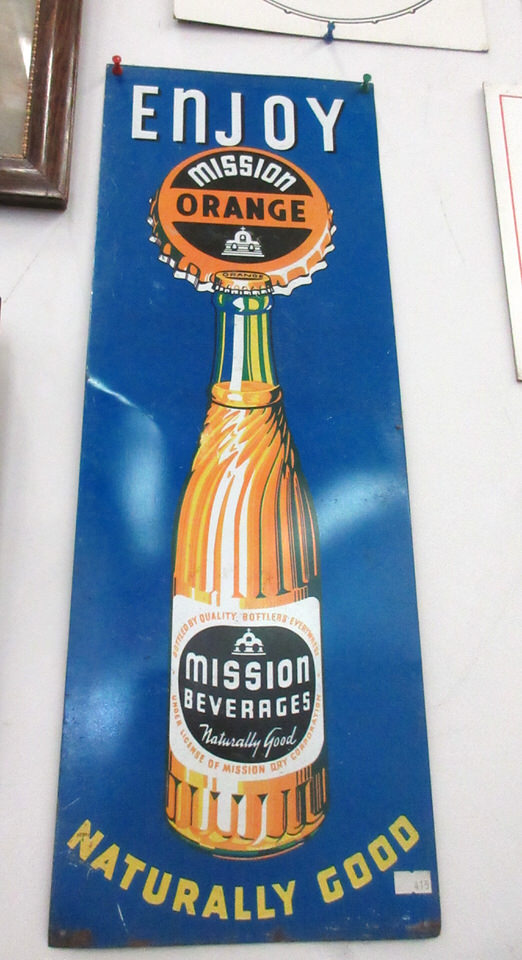 ENJOY
MISSION
ORANGE
ORANGE
BOTTLED BY QUALITY BOTTLERS EVERYWHERE
MISSION
BEVERAGES
Naturally Good
UNDER LICENSE OF MISSION DRY CORPORATION
NATURALLY GOOD